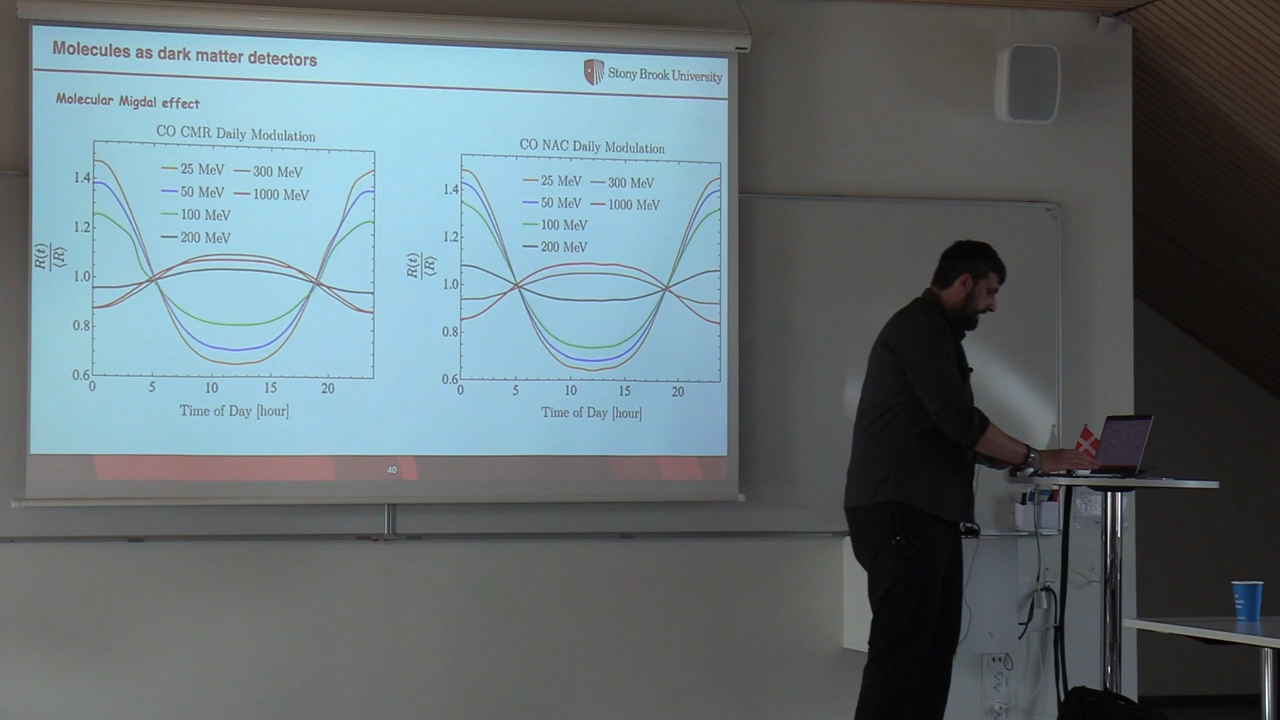 Molecules as dark matter detectors
Stony Brook University
Molecular Migdal effect
CO CMR Daily Modulation
25 MeV 300 MeV
50 MeV 1000 MeV
100 MeV
200 MeV
R(t)
⟨R⟩
1.4
1.2
1.0
0.8
0.6
0 5 10 15 20
Time of Day [hour]
CO NAC Daily Modulation
25 MeV 300 MeV
50 MeV 1000 MeV
100 MeV
200 MeV
R(t)
⟨R⟩
1.4
1.2
1.0
0.8
0.6
0 5 10 15 20
Time of Day [hour]
40